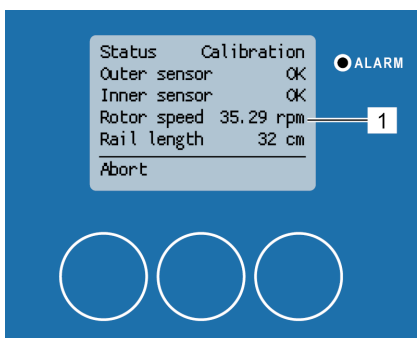 Status Calibration
ALARM
Outer sensor OK
Inner sensor OK
Rotor speed 35.29 rpm
1
Rail length 32 cm
Abort